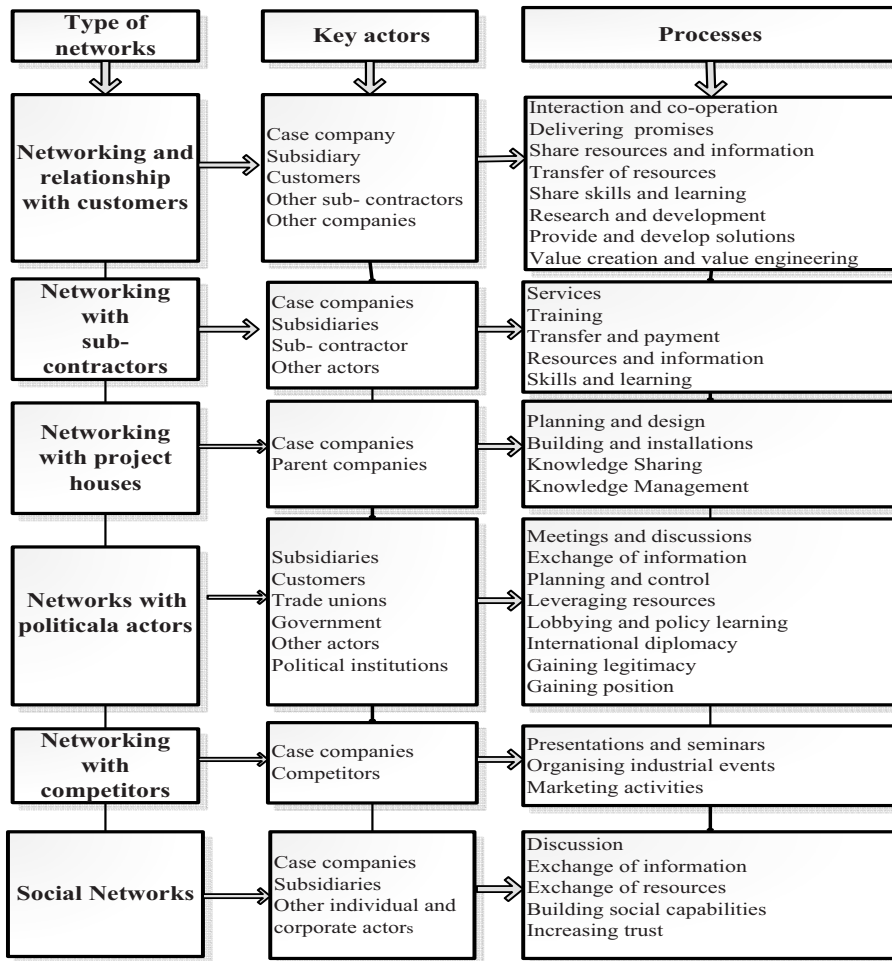 Type of
networks
Key actors
Processes
Networking and
relationship
with customers
Case company
Subsidiary
Customers
Other sub- contractors
Other companies
Interaction and co-operation
Delivering promises
Share resources and information
Transfer of resources
Share skills and learning
Research and development
Provide and develop solutions
Value creation and value engineering
Networking
with
sub-
contractors
Case companies
Subsidiaries
Sub- contractor
Other actors
Services
Training
Transfer and payment
Resources and information
Skills and learning
Networking
with project
houses
Case companies
Parent companies
Planning and design
Building and installations
Knowledge Sharing
Knowledge Management
Networks with
politicala actors
Subsidiaries
Customers
Trade unions
Government
Other actors
Political institutions
Meetings and discussions
Exchange of information
Planning and control
Leveraging resources
Lobbying and policy learning
International diplomacy
Gaining legitimacy
Gaining position
Networking
with
competitors
Case companies
Competitors
Presentations and seminars
Organising industrial events
Marketing activities
Social Networks
Case companies
Subsidiaries
Other individual and
corporate actors
Discussion
Exchange of information
Exchange of resources
Building social capabilities
Increasing trust